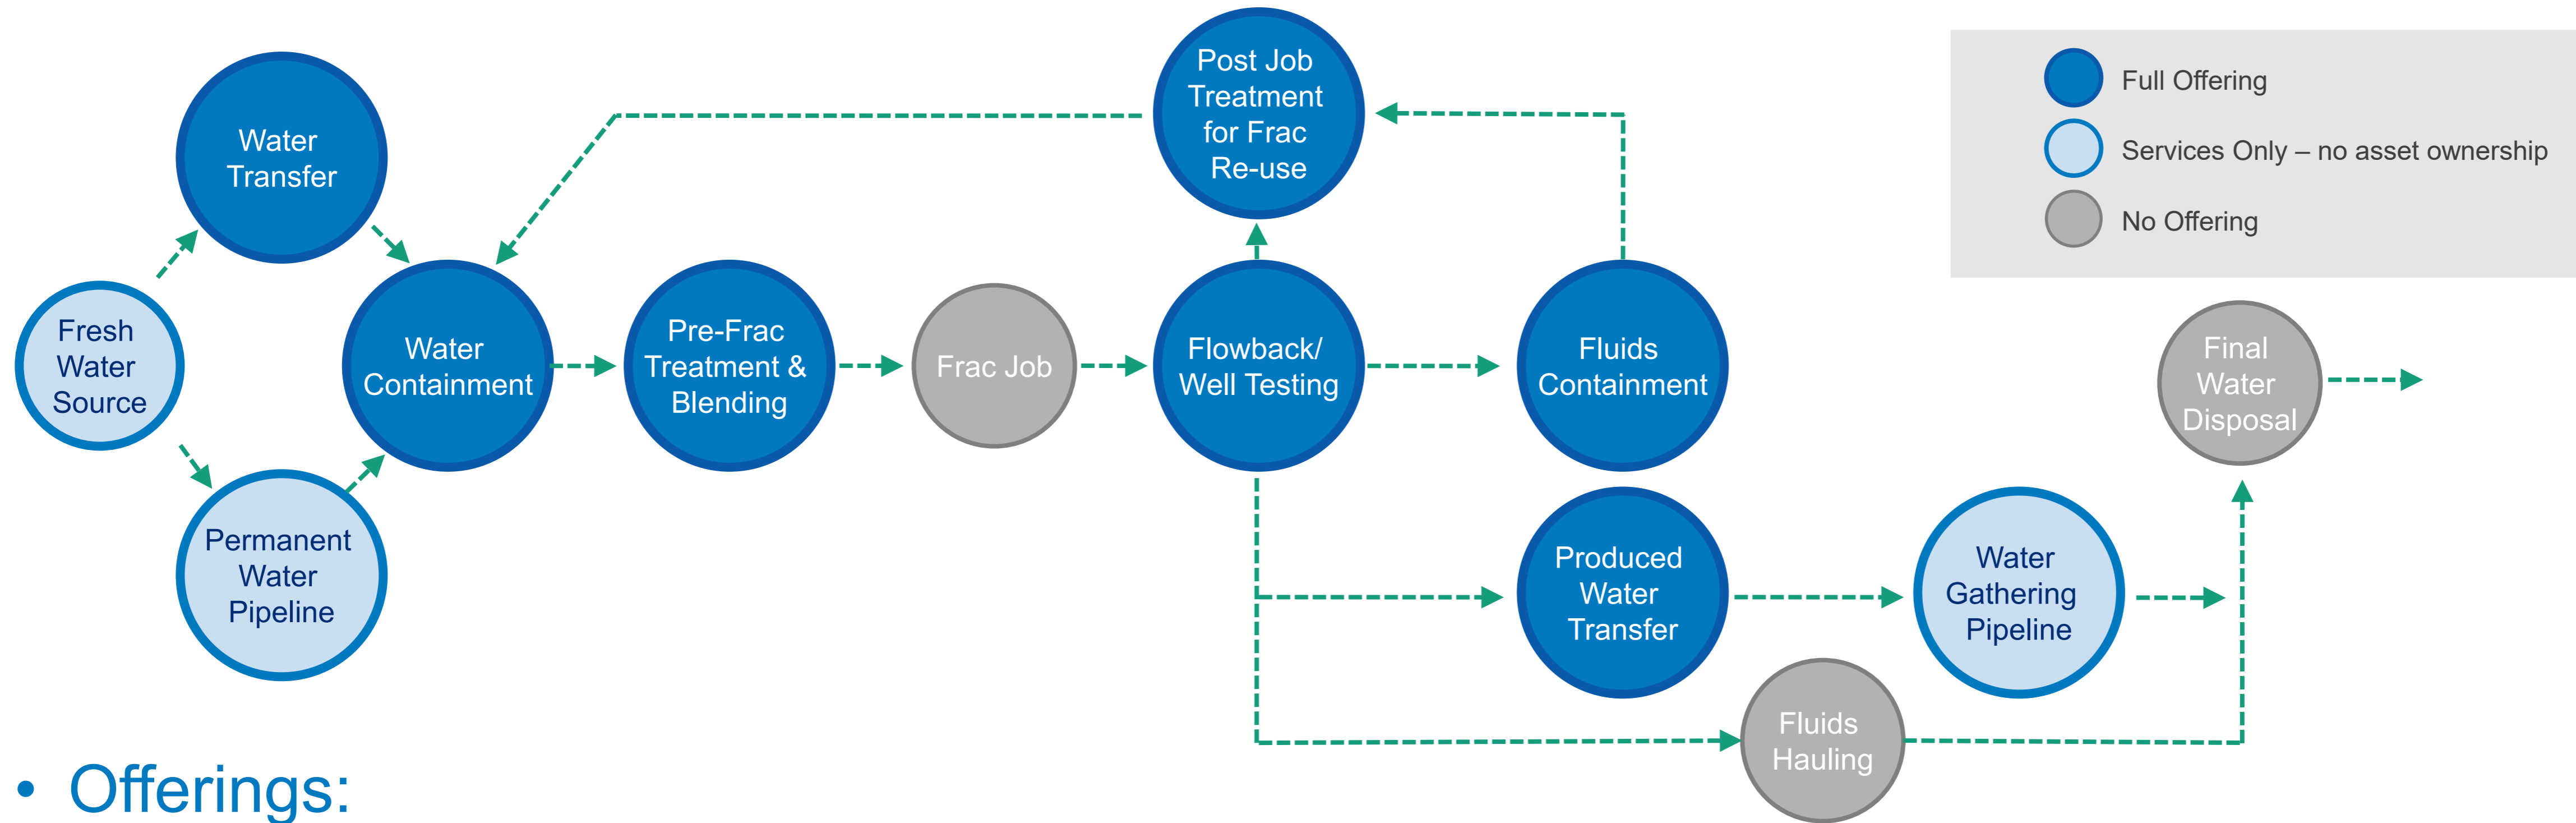 Post Job
Treatment
for Frac
Re-use
Full Offering
Services Only – no asset ownership
No Offering
Water
Transfer
Fresh
Water
Source
Water
Containment
Pre-Frac
Treatment &
Blending
Frac Job
Flowback/
Well Testing
Fluids
Containment
Final
Water
Disposal
Permanent
Water
Pipeline
Produced
Water
Transfer
Water
Gathering
Pipeline
Fluids
Hauling
• Offerings: